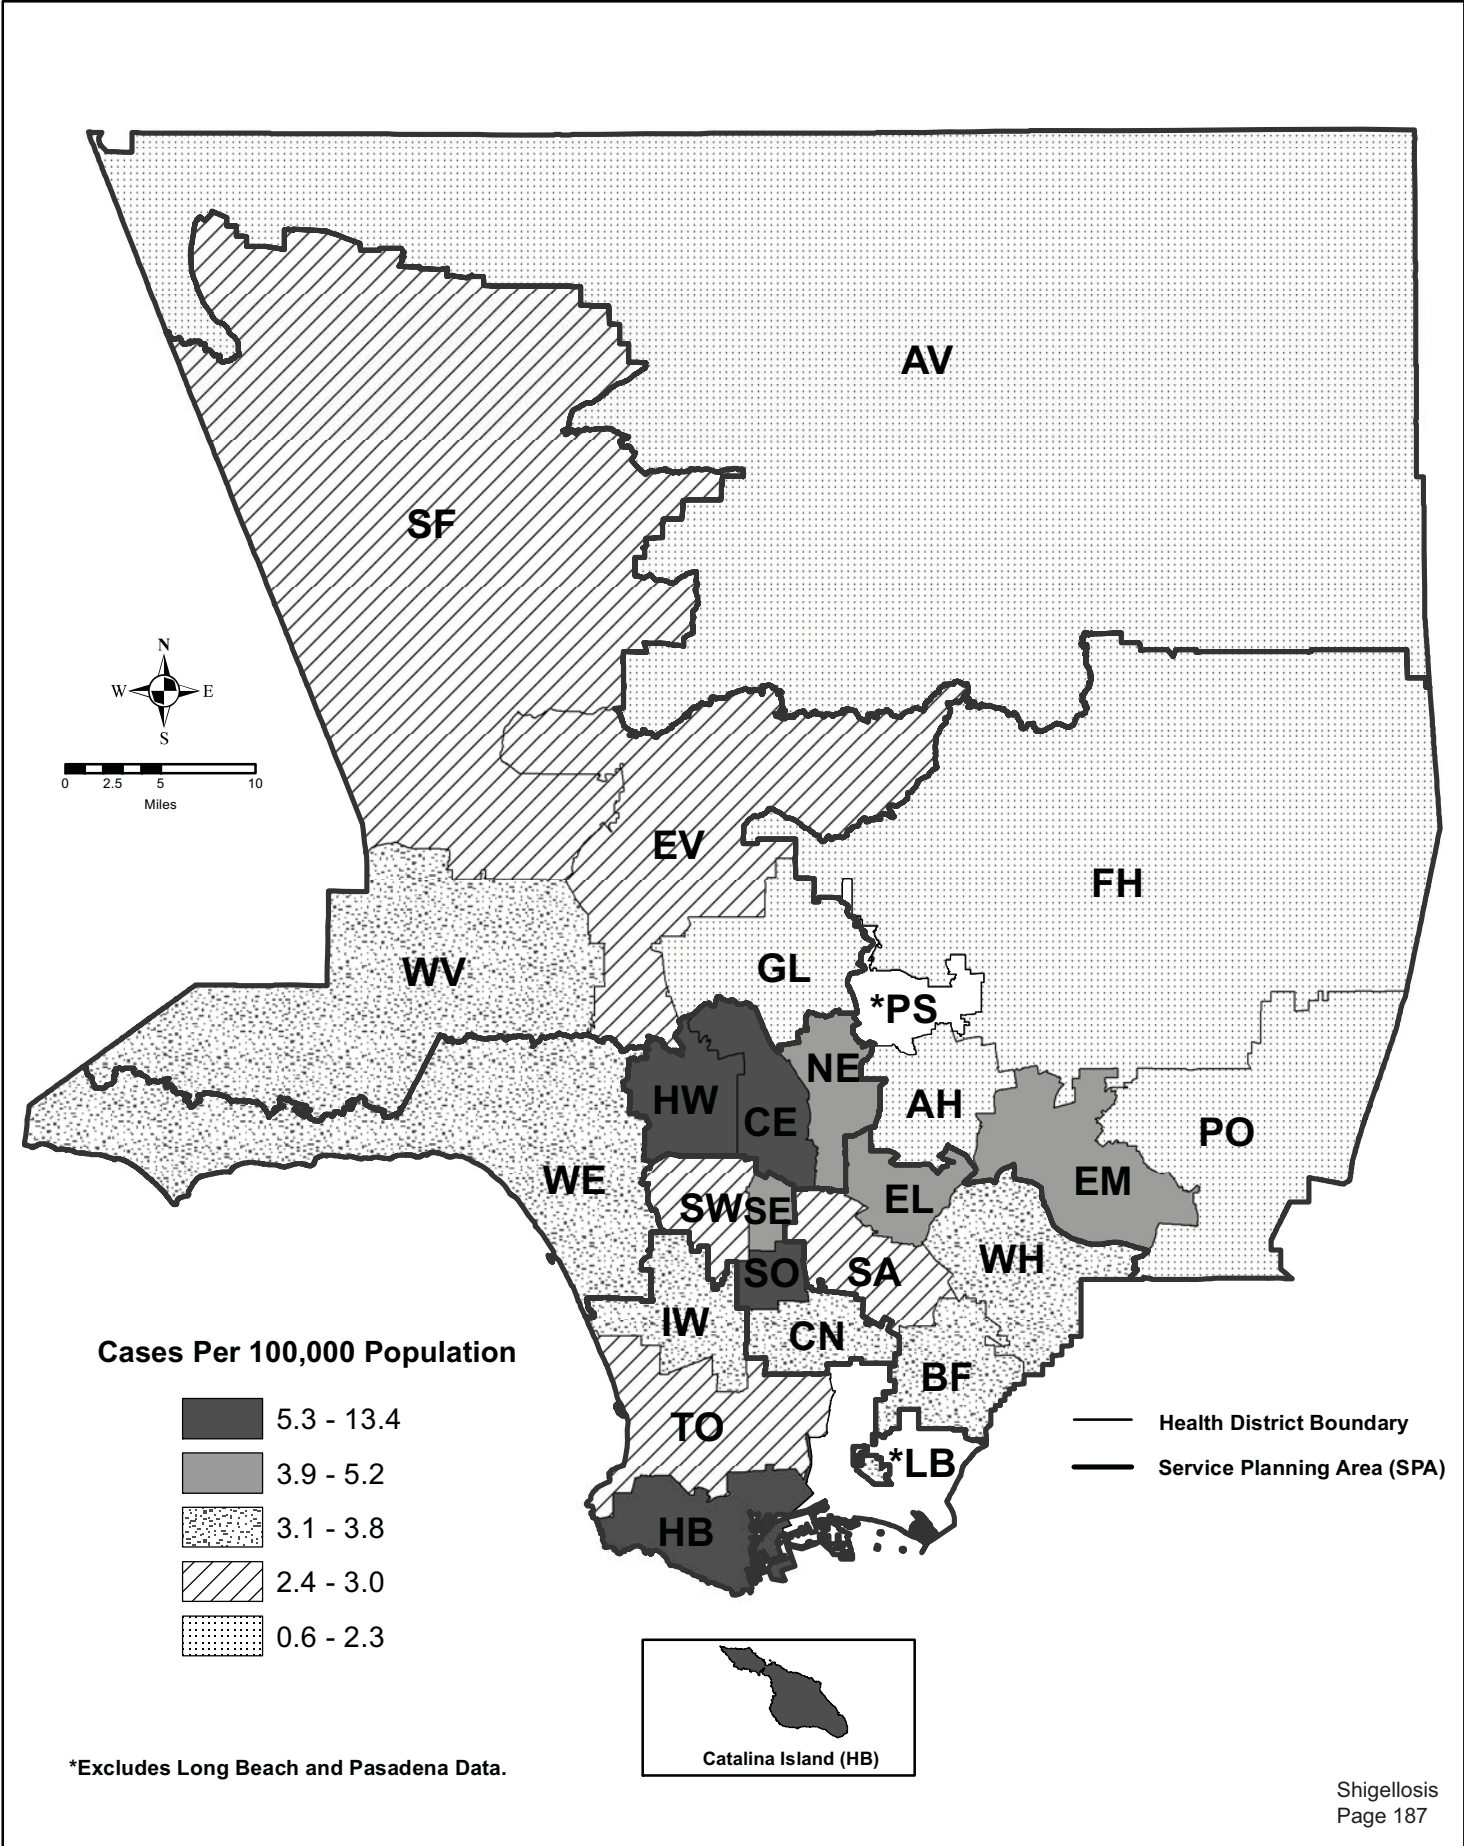 AV
SF
N
W E
S
0 2.5 5 10
Miles
EV
FH
WV
GL
*PS
NE
HW
CE
AH
PO
WE
EM
SW
SE
EL
WH
SO
SA
IW
CN
BF
TO
*LB
HB
Cases Per 100,000 Population
5.3 - 13.4
3.9 - 5.2
3.1 - 3.8
2.4 - 3.0
0.6 - 2.3
Health District Boundary
Service Planning Area (SPA)
Catalina Island (HB)
*Excludes Long Beach and Pasadena Data.
Shigellosis
Page 187